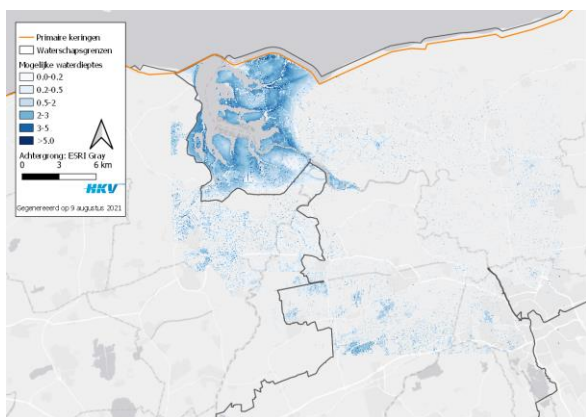 Primaire keringen
Waterschapsgrenzen
Mogelijke waterdieptes
0.0-0.2
0.2-0.5
0.5-2
2-3
3-5
>5.0
Achtergrong: ESRI Gray
0 3 6 km
HKV
Gegenereerd op 9 augustus 2021